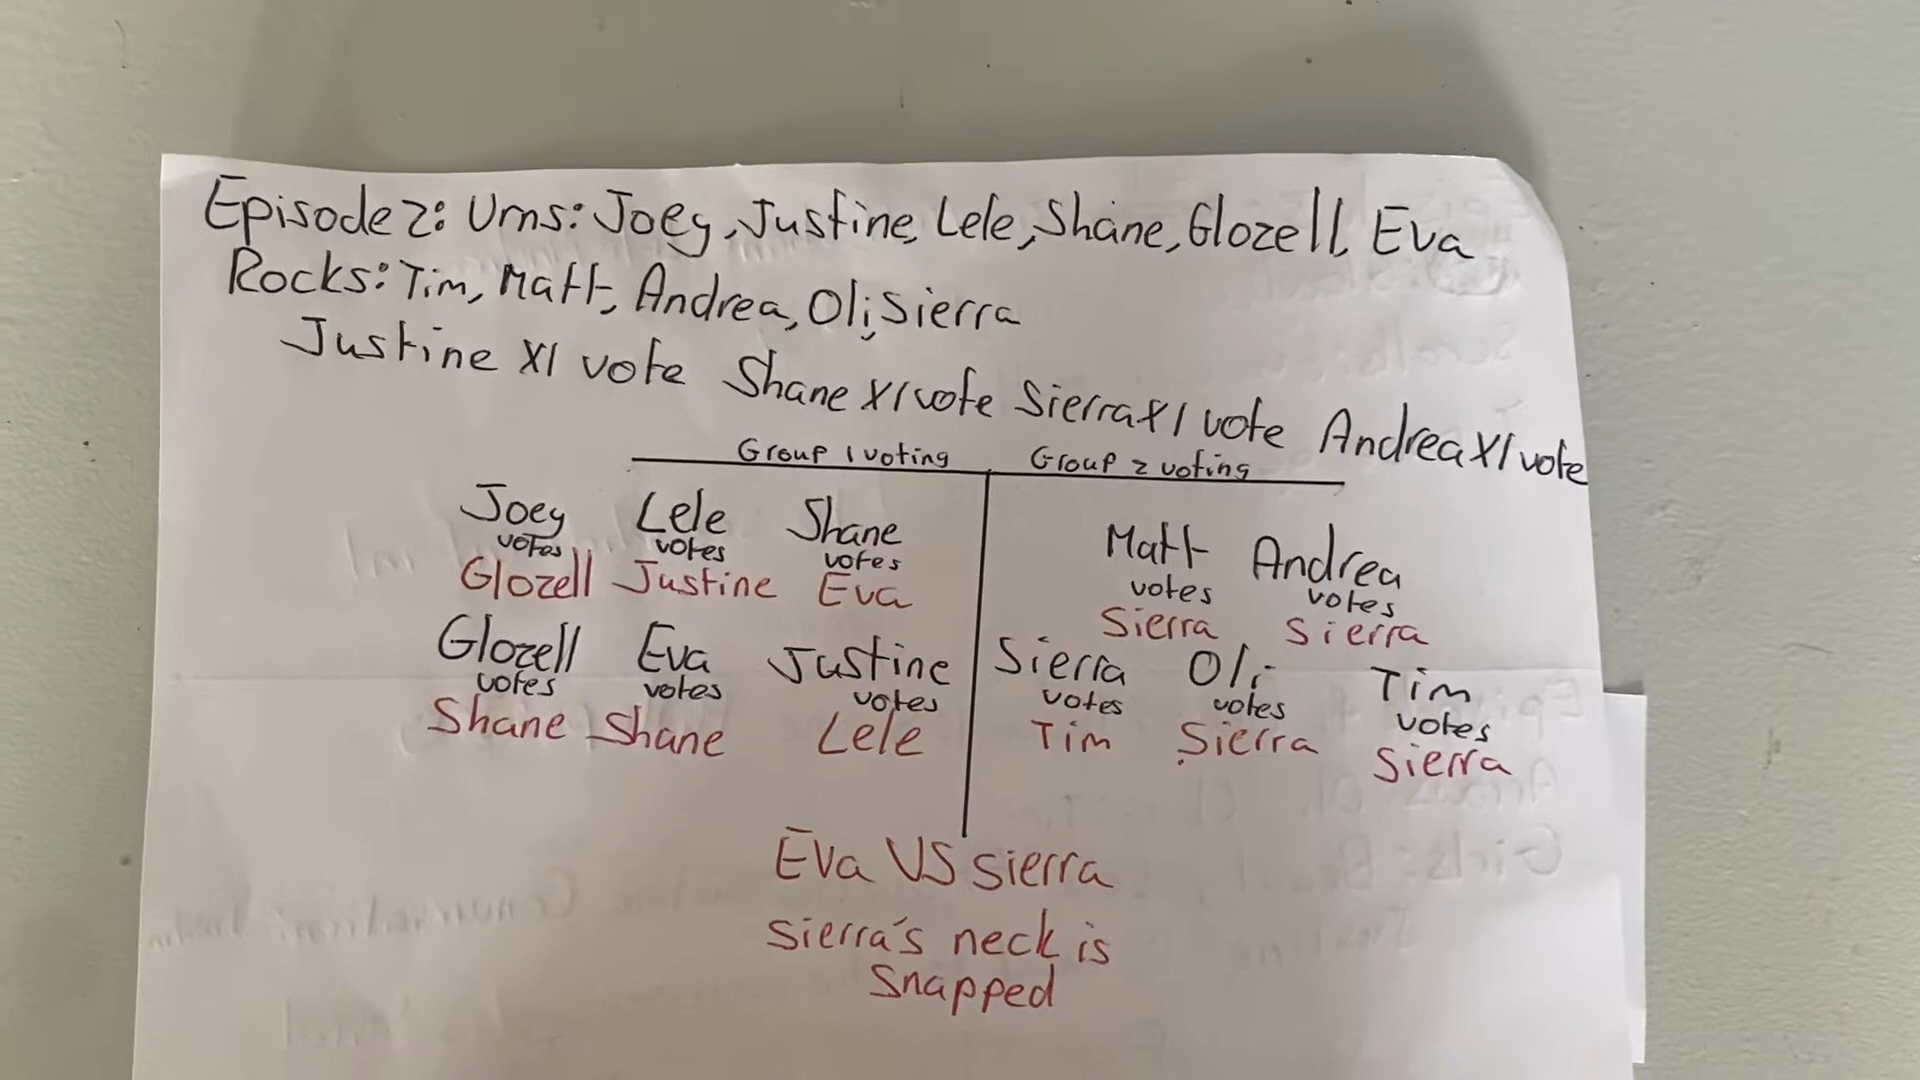 Episode 2: Urns: Joey, Justine, Lele, Shane, Glozell, Eva
Rocks: Tim, Matt, Andrea, Oli, Sierra
Justine X1 vote Shane X1 vote Sierra X1 vote Andrea X1 vote
Group 1 voting Group 2 voting
Joey Lele Shane
votes votes votes
Glozell Justine Eva
Glozell Eva Justine
votes votes votes
Shane Shane Lele
Matt Andrea
votes votes
Sierra Sierra
Sierra Oli Tim
votes votes votes
Tim Sierra Sierra
Eva VS Sierra
Sierra's neck is
snapped